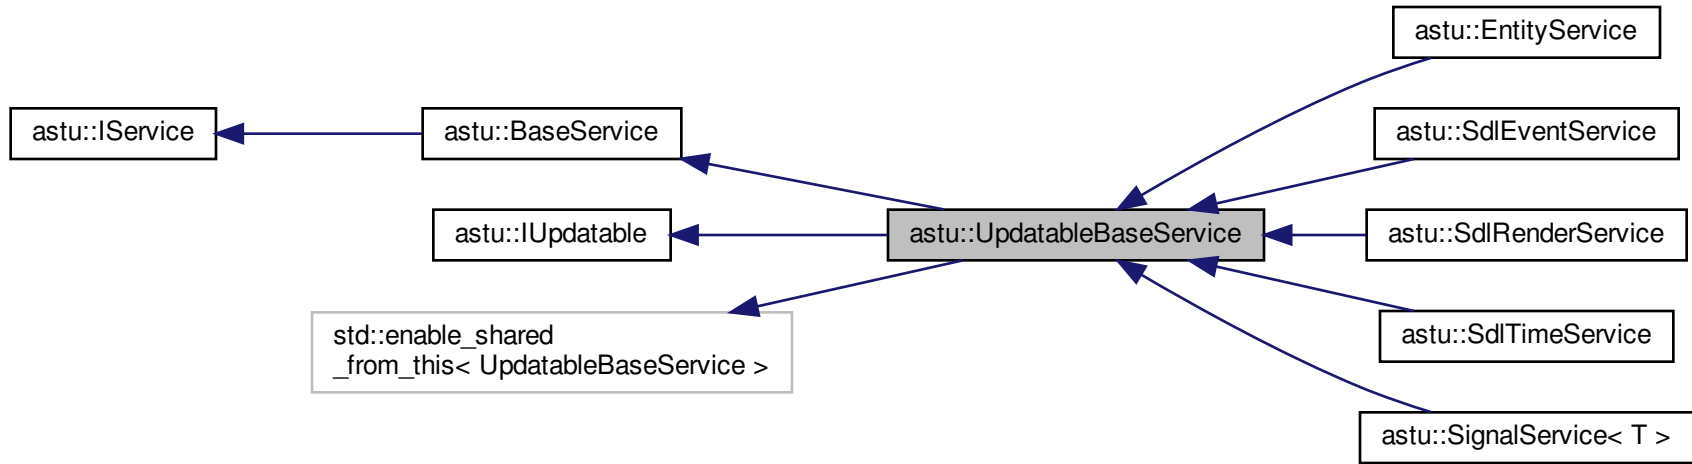 astu::EntityService
astu::IService
astu::BaseService
astu::SdlEventService
astu::IUpdatable
astu::UpdatableBaseService
astu::SdlRenderService
std::enable_shared
_from_this< UpdatableBaseService >
astu::SdlTimeService
astu::SignalService< T >